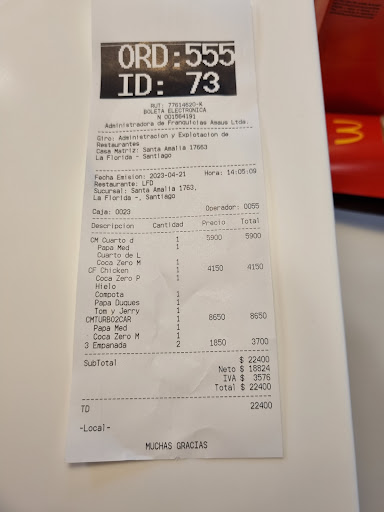 ORD:555
ID: 73
RUT: 77614620-K
BOLETA ELECTRONICA
N 001564191
Administradora de Franquicias Amaus Ltda.
Giro: Administracion y Explotacion de
Restaurantes
Casa Matriz: Santa Amalia 1763
La Florida - Santiago
Fecha Emision: 2023-04-21 Hora: 14:05:09
Restaurante: LFD
Sucursal: Santa Amalia 1763,
La Florida -, Santiago
Caja: 0023 Operador: 0055
Descripcion Cantidad Precio Total
CM Cuarto d 1 5900 5900
Papa Med 1
Cuarto de L
Coca Zero M 1
CF Chicken 1 4150 4150
Coca Zero P 1
Hielo
Compota 1
Papa Duques 1
Tom y Jerry 1
CMTURBO2CAR 1 8650 8650
Papa Med 1
Coca Zero M 1
3 Empanada 2 1850 3700
SubTotal $ 22400
Neto $ 18824
IVA $ 3576
Total $ 22400
TD 22400
-Local-
MUCHAS GRACIAS